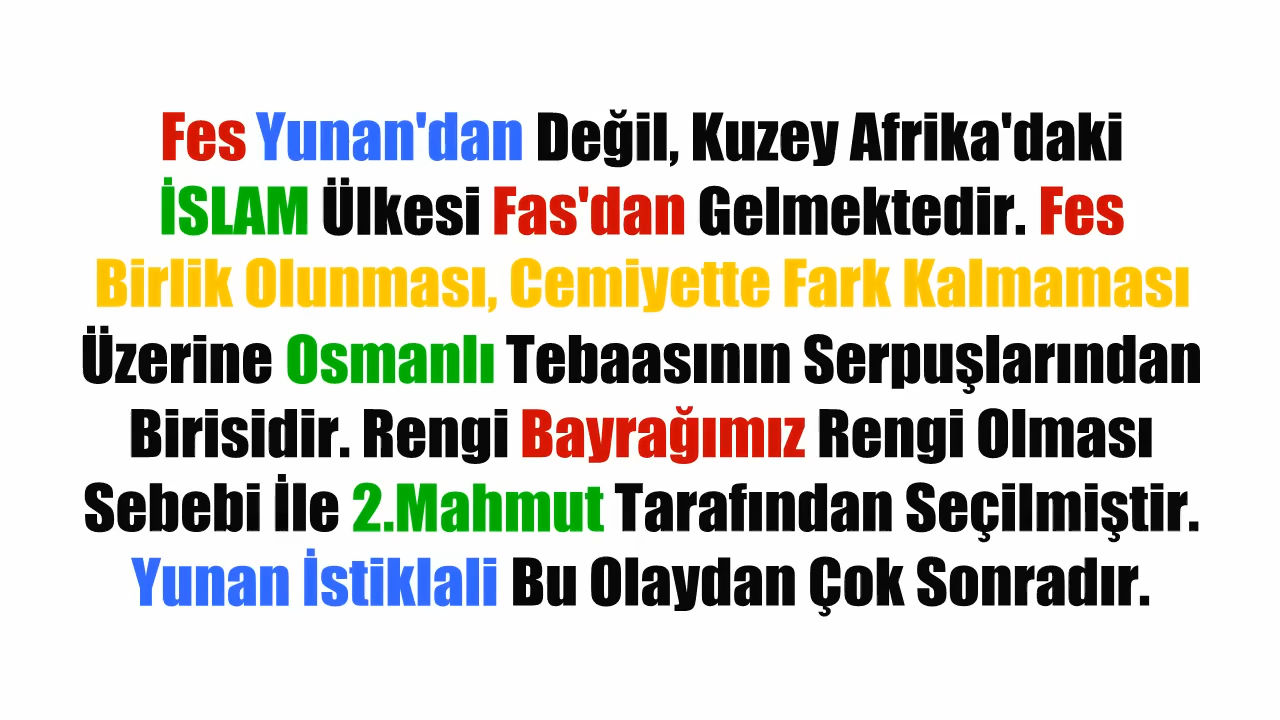 Fes Yunan'dan Değil, Kuzey Afrika'daki
İSLAM Ülkesi Fas'dan Gelmektedir. Fes
Birlik Olunması, Cemiyette Fark Kalmaması
Üzerine Osmanlı Tebaasının Serpuşlarından
Birisidir. Rengi Bayrağımız Rengi Olması
Sebebi İle 2.Mahmut Tarafından Seçilmiştir.
Yunan İstiklali Bu Olaydan Çok Sonradır.